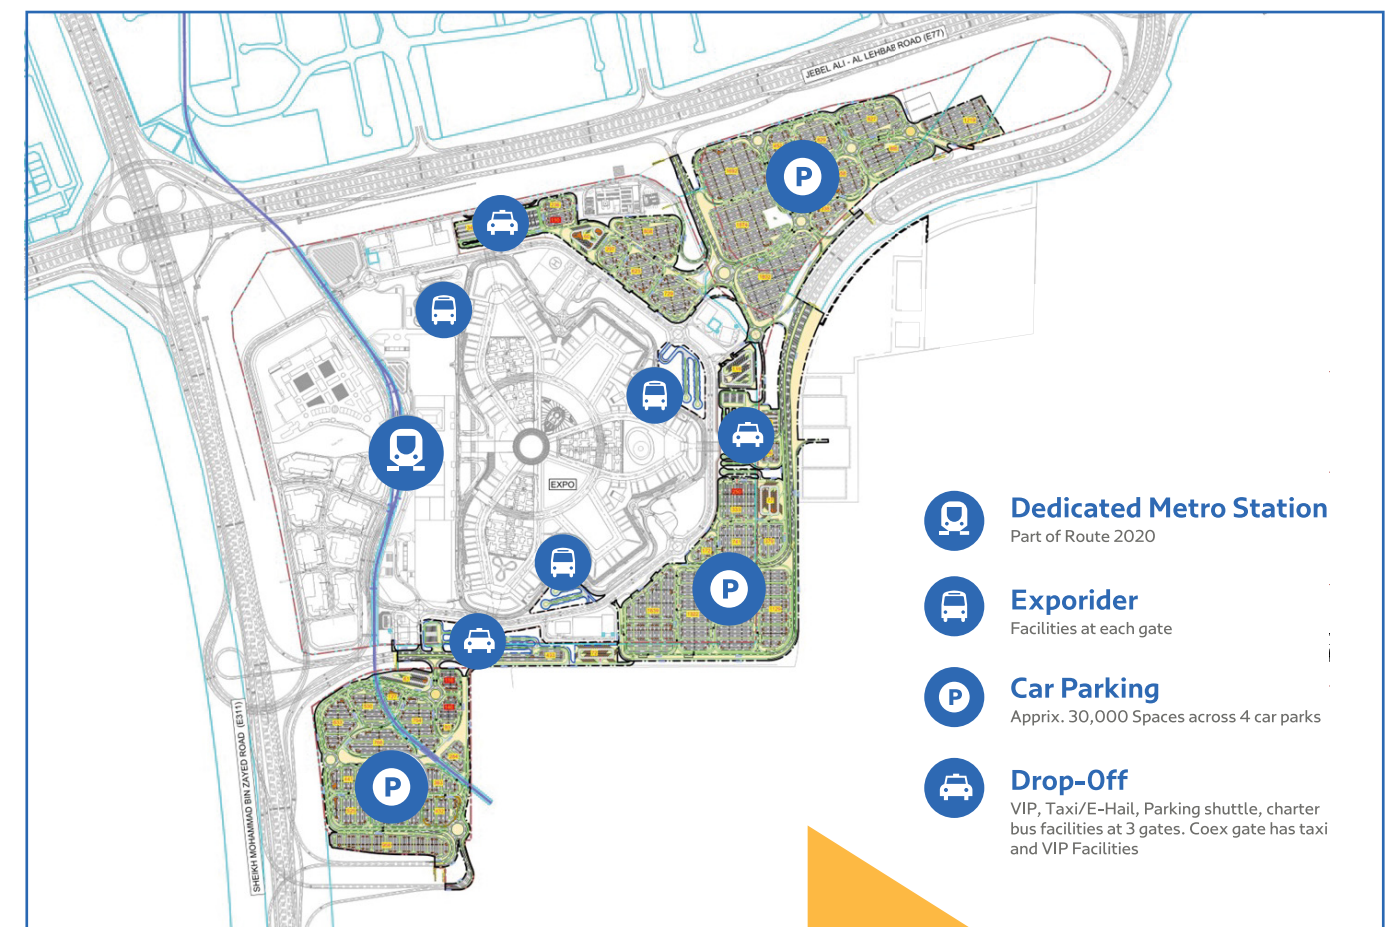 JEBEL ALI - AL LEHBAB ROAD (E77)
P
EXPO
P
P
SHEIKH MOHAMMAD BIN ZAYED ROAD (E311)
Dedicated Metro Station
Part of Route 2020
Exporider
Facilities at each gate
P
Car Parking
Apprix. 30,000 Spaces across 4 car parks
Drop-Off
VIP, Taxi/E-Hail, Parking shuttle, charter
bus facilities at 3 gates. Coex gate has taxi
and VIP Facilities